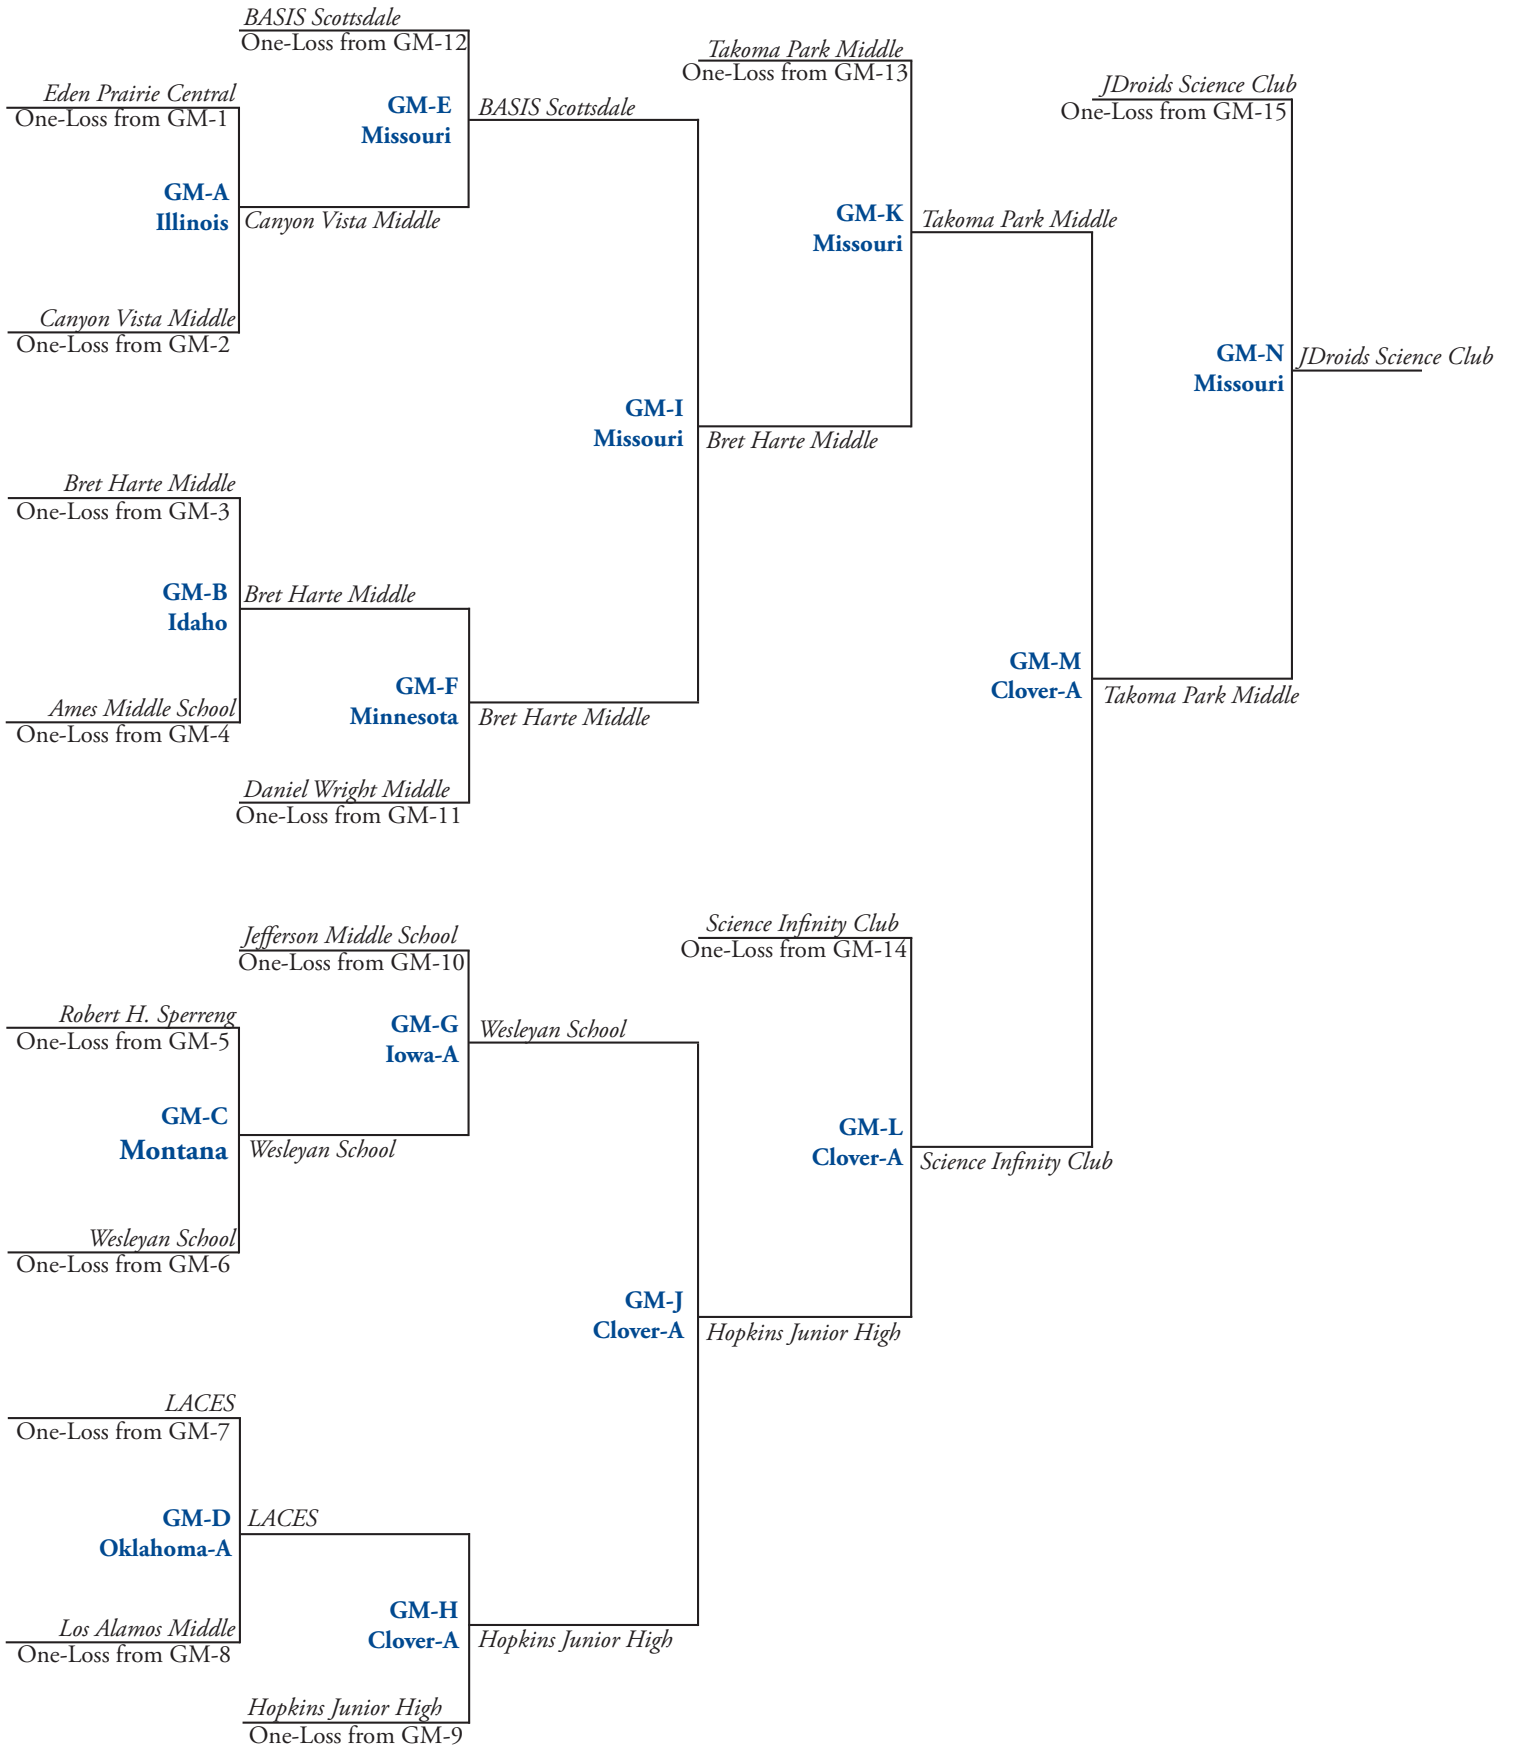 BASIS Scottsdale
One-Loss from GM-12
Takoma Park Middle
One-Loss from GM-13
JDroids Science Club
One-Loss from GM-15
Eden Prairie Central
One-Loss from GM-1
GM-E
Missouri
BASIS Scottsdale
GM-A
Illinois
Canyon Vista Middle
GM-K
Missouri
Takoma Park Middle
Canyon Vista Middle
One-Loss from GM-2
GM-N
Missouri
JDroids Science Club
GM-I
Missouri
Bret Harte Middle
Bret Harte Middle
One-Loss from GM-3
GM-B
Idaho
Bret Harte Middle
GM-M
Clover-A
Takoma Park Middle
GM-F
Minnesota
Bret Harte Middle
Ames Middle School
One-Loss from GM-4
Daniel Wright Middle
One-Loss from GM-11
Science Infinity Club
One-Loss from GM-14
Jefferson Middle School
One-Loss from GM-10
Robert H. Sperreng
One-Loss from GM-5
GM-G
Iowa-A
Wesleyan School
GM-C
Montana
Wesleyan School
GM-L
Clover-A
Science Infinity Club
Wesleyan School
One-Loss from GM-6
GM-J
Clover-A
Hopkins Junior High
LACES
One-Loss from GM-7
GM-D
Oklahoma-A
LACES
GM-H
Clover-A
Hopkins Junior High
Los Alamos Middle
One-Loss from GM-8
Hopkins Junior High
One-Loss from GM-9